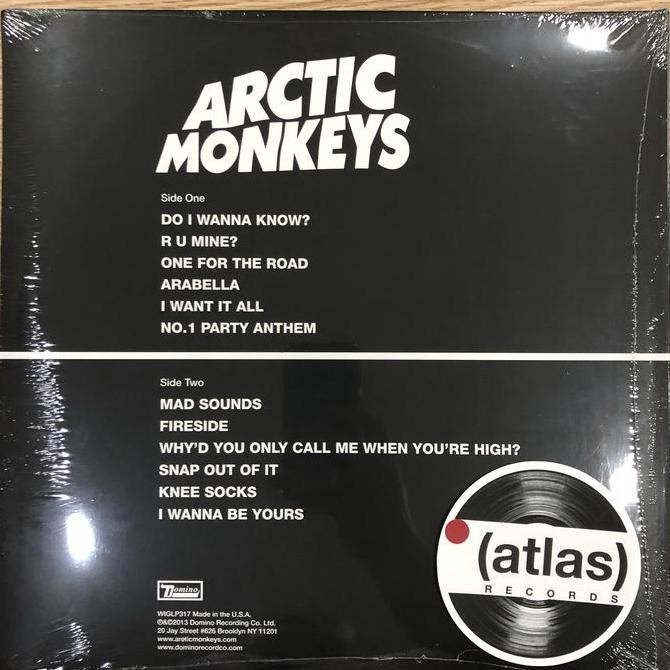 ARCTIC
MONKEYS
Side One
DO I WANNA KNOW?
R U MINE?
ONE FOR THE ROAD
ARABELLA
I WANT IT ALL
NO.1 PARTY ANTHEM
Side Two
MAD SOUNDS
FIRESIDE
WHY'D YOU ONLY CALL ME WHEN YOU'RE HIGH?
SNAP OUT OF IT
KNEE SOCKS
I WANNA BE YOURS
Domino
WIGLP317 Made in the U.S.A.
℗&©2013 Domino Recording Co. Ltd.
20 Jay Street #626 Brooklyn NY 11201
www.arcticmonkeys.com
www.dominorecordco.com
(atlas)
RECORDS